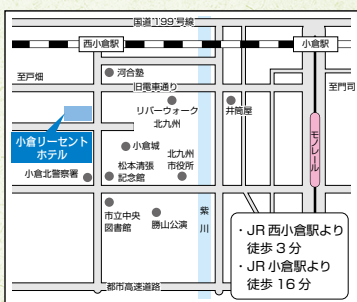 国道199号線
西小倉駅
小倉駅
至戸畑
河合塾
旧電車通り
至門司
リバーウォーク
北九州
井筒屋
小倉リーセント
ホテル
小倉城
北九州
市役所
モノレール
小倉北警察署
松本清張
記念館
市立中央
図書館
勝山公演
紫川
・JR西小倉駅より
徒歩3分
・JR小倉駅より
徒歩16分
都市高速道路